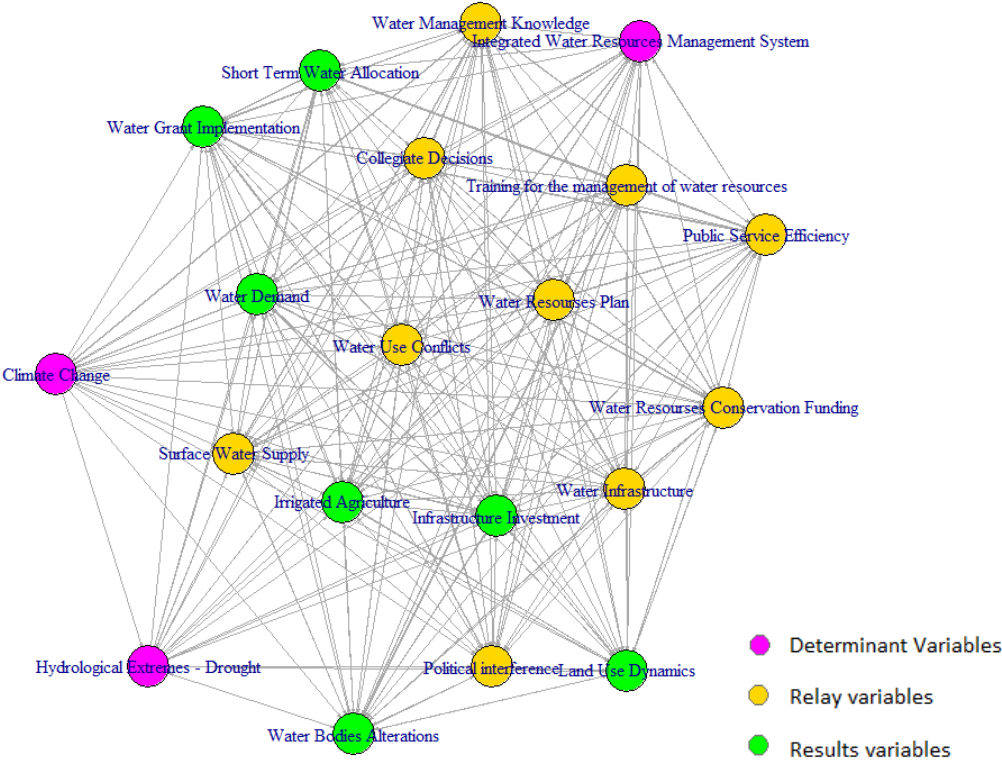 Water Management Knowledge
Integrated Water Resources Management System
Short Term Water Allocation
Water Grant Implementation
Collegiate Decisions
Training for the management of water resources
Public Service Efficiency
Water Demand
Water Resourses Plan
Water Use Conflicts
Climate Change
Water Resourses Conservation Funding
Surface Water Supply
Water Infrastructure
Irrigated Agriculture
Infrastructure Investment
Determinant Variables
Hydrological Extremes - Drought
Political interference
Land Use Dynamics
Relay variables
Water Bodies Alterations
Results variables